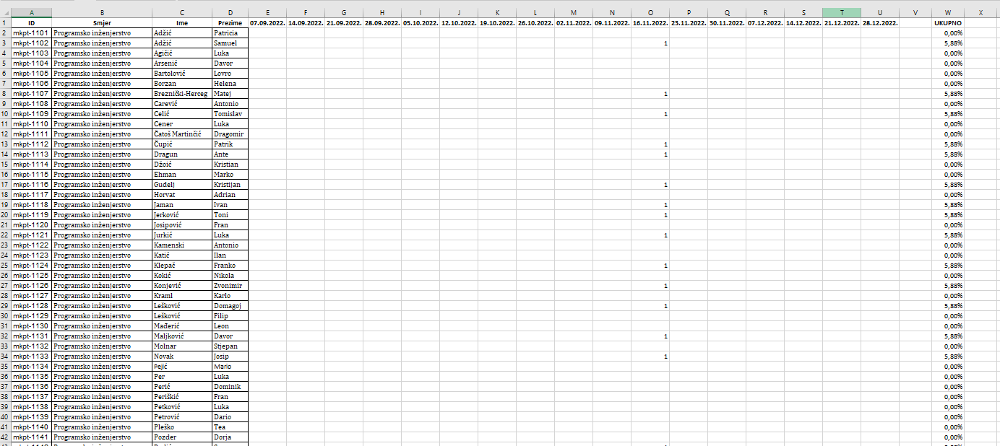 A B C D E F G H I J K L M N O P Q R S T U V W X
1 ID Smjer Ime Prezime 07.09.2022. 14.09.2022. 21.09.2022. 28.09.2022. 05.10.2022. 12.10.2022. 19.10.2022. 26.10.2022. 02.11.2022. 09.11.2022. 16.11.2022. 23.11.2022. 30.11.2022. 07.12.2022. 14.12.2022. 21.12.2022. 28.12.2022. UKUPNO
2 mkpt-1101 Programsko inženjerstvo Adžić Patricia 0,00%
3 mkpt-1102 Programsko inženjerstvo Adžić Samuel 1 5,88%
4 mkpt-1103 Programsko inženjerstvo Agičić Luka 0,00%
5 mkpt-1104 Programsko inženjerstvo Arsenić Davor 0,00%
6 mkpt-1105 Programsko inženjerstvo Bartolović Lovro 0,00%
7 mkpt-1106 Programsko inženjerstvo Borzan Helena 0,00%
8 mkpt-1107 Programsko inženjerstvo Breznički-Herceg Matej 1 5,88%
9 mkpt-1108 Programsko inženjerstvo Carević Antonio 0,00%
10 mkpt-1109 Programsko inženjerstvo Celić Tomislav 1 5,88%
11 mkpt-1110 Programsko inženjerstvo Cener Luka 0,00%
12 mkpt-1111 Programsko inženjerstvo Čatoš Martinčić Dragomir 0,00%
13 mkpt-1112 Programsko inženjerstvo Čupić Patrik 1 5,88%
14 mkpt-1113 Programsko inženjerstvo Dragun Ante 1 5,88%
15 mkpt-1114 Programsko inženjerstvo Džoić Kristian 0,00%
16 mkpt-1115 Programsko inženjerstvo Ehman Marko 0,00%
17 mkpt-1116 Programsko inženjerstvo Gudelj Kristijan 1 5,88%
18 mkpt-1117 Programsko inženjerstvo Horvat Adrian 0,00%
19 mkpt-1118 Programsko inženjerstvo Jaman Ivan 1 5,88%
20 mkpt-1119 Programsko inženjerstvo Jerković Toni 1 5,88%
21 mkpt-1120 Programsko inženjerstvo Josipović Fran 0,00%
22 mkpt-1121 Programsko inženjerstvo Jurkić Luka 1 5,88%
23 mkpt-1122 Programsko inženjerstvo Kamenski Antonio 0,00%
24 mkpt-1123 Programsko inženjerstvo Katić Ilan 0,00%
25 mkpt-1124 Programsko inženjerstvo Klepač Franko 1 5,88%
26 mkpt-1125 Programsko inženjerstvo Kokić Nikola 0,00%
27 mkpt-1126 Programsko inženjerstvo Konjević Zvonimir 1 5,88%
28 mkpt-1127 Programsko inženjerstvo Kraml Karlo 0,00%
29 mkpt-1128 Programsko inženjerstvo Lešković Domagoj 1 5,88%
30 mkpt-1129 Programsko inženjerstvo Lešković Filip 0,00%
31 mkpt-1130 Programsko inženjerstvo Mađerić Leon 0,00%
32 mkpt-1131 Programsko inženjerstvo Maljković Davor 1 5,88%
33 mkpt-1132 Programsko inženjerstvo Molnar Stjepan 0,00%
34 mkpt-1133 Programsko inženjerstvo Novak Josip 1 5,88%
35 mkpt-1134 Programsko inženjerstvo Pejić Mario 0,00%
36 mkpt-1135 Programsko inženjerstvo Per Luka 0,00%
37 mkpt-1136 Programsko inženjerstvo Perić Dominik 0,00%
38 mkpt-1137 Programsko inženjerstvo Periškić Fran 0,00%
39 mkpt-1138 Programsko inženjerstvo Petković Luka 0,00%
40 mkpt-1139 Programsko inženjerstvo Petrović Dario 0,00%
41 mkpt-1140 Programsko inženjerstvo Pleško Tea 0,00%
42 mkpt-1141 Programsko inženjerstvo Pozder Dorja 0,00%